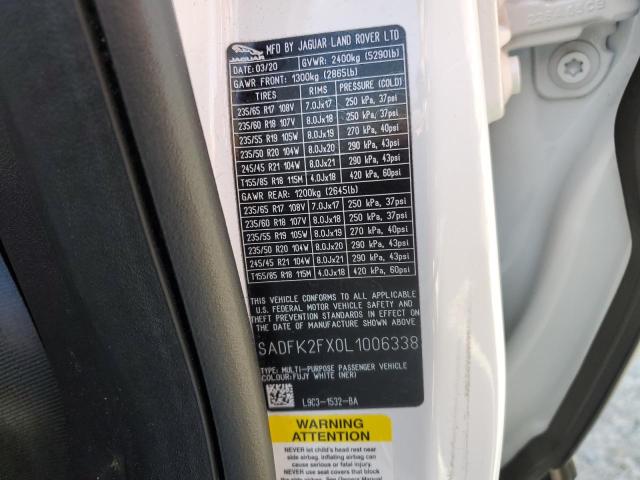 JAGUAR
MFD BY JAGUAR LAND ROVER LTD
DATE: 03/20 GVWR: 2400kg (5290lb)
GAWR FRONT: 1300kg (2865lb)
TIRES RIMS PRESSURE (COLD)
235/65 R17 108V 7.0Jx17 250 kPa, 37psi
235/60 R18 107V 8.0Jx18 250 kPa, 37psi
235/55 R19 105W 8.0Jx19 270 kPa, 40psi
235/50 R20 104W 8.0Jx20 290 kPa, 43psi
245/45 R21 104W 8.0Jx21 290 kPa, 43psi
T155/85 R18 115M 4.0Jx18 420 kPa, 60psi
GAWR REAR: 1200kg (2645lb)
235/65 R17 108V 7.0Jx17 250 kPa, 37psi
235/60 R18 107V 8.0Jx18 250 kPa, 37psi
235/55 R19 105W 8.0Jx19 270 kPa, 40psi
235/50 R20 104W 8.0Jx20 290 kPa, 43psi
245/45 R21 104W 8.0Jx21 290 kPa, 43psi
T155/85 R18 115M 4.0Jx18 420 kPa, 60psi
THIS VEHICLE CONFORMS TO ALL APPLICABLE
U.S. FEDERAL MOTOR VEHICLE SAFETY
STANDARDS IN EFFECT ON THE DATE OF
MANUFACTURE SHOWN ABOVE.
SADFK2FX0L1006338
TYPE: MULTI-PURPOSE PASSENGER VEHICLE
COLOUR:FUJY WHITE (NER)
L9C3-1532-BA
WARNING
ATTENTION
NEVER let child's head rest near
side airbag. Inflating airbag can
cause serious or fatal injury.
NEVER use seat covers that block
side airbag. See Owner's Manual